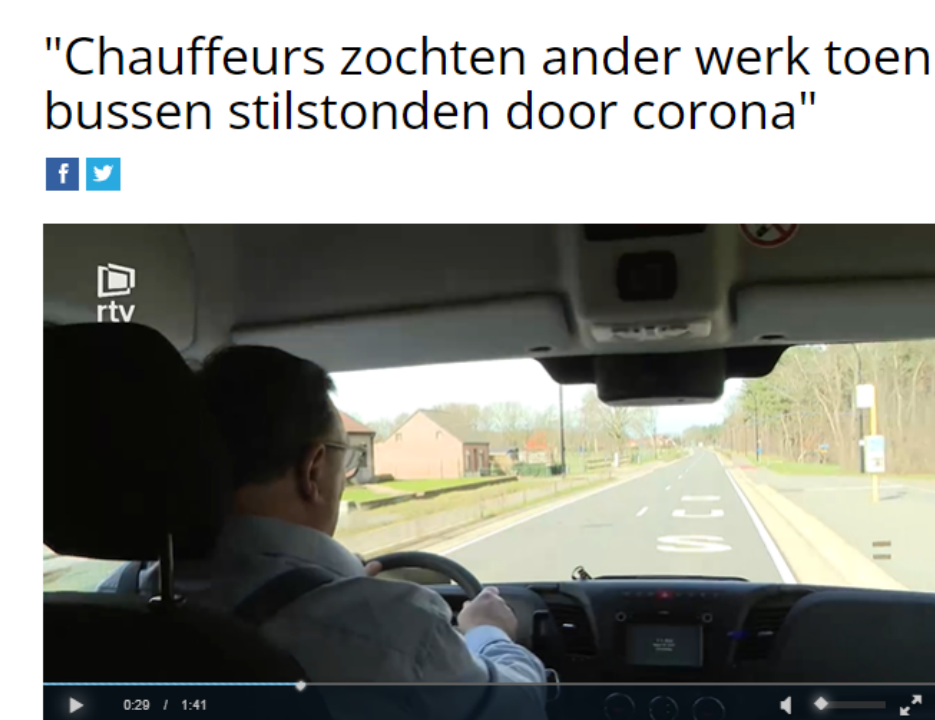 "Chauffeurs zochten ander werk toen
bussen stilstonden door corona"
f
rtv
0:29 / 1:41